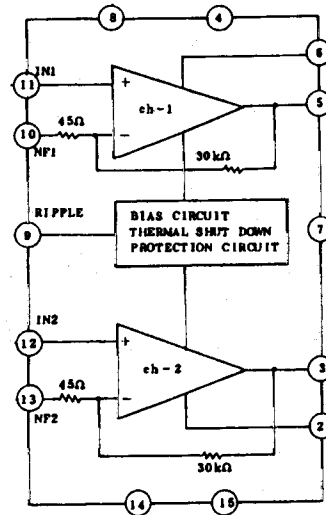 8
4
6
11
IN1
+
ch-1
5
45Ω
10
−
NF1
30kΩ
RIPPLE
BIAS CIRCUIT
THERMAL SHUT DOWN
PROTECTION CIRCUIT
9
7
IN2
12
+
ch-2
3
45Ω
13
−
NF2
2
30kΩ
14
15